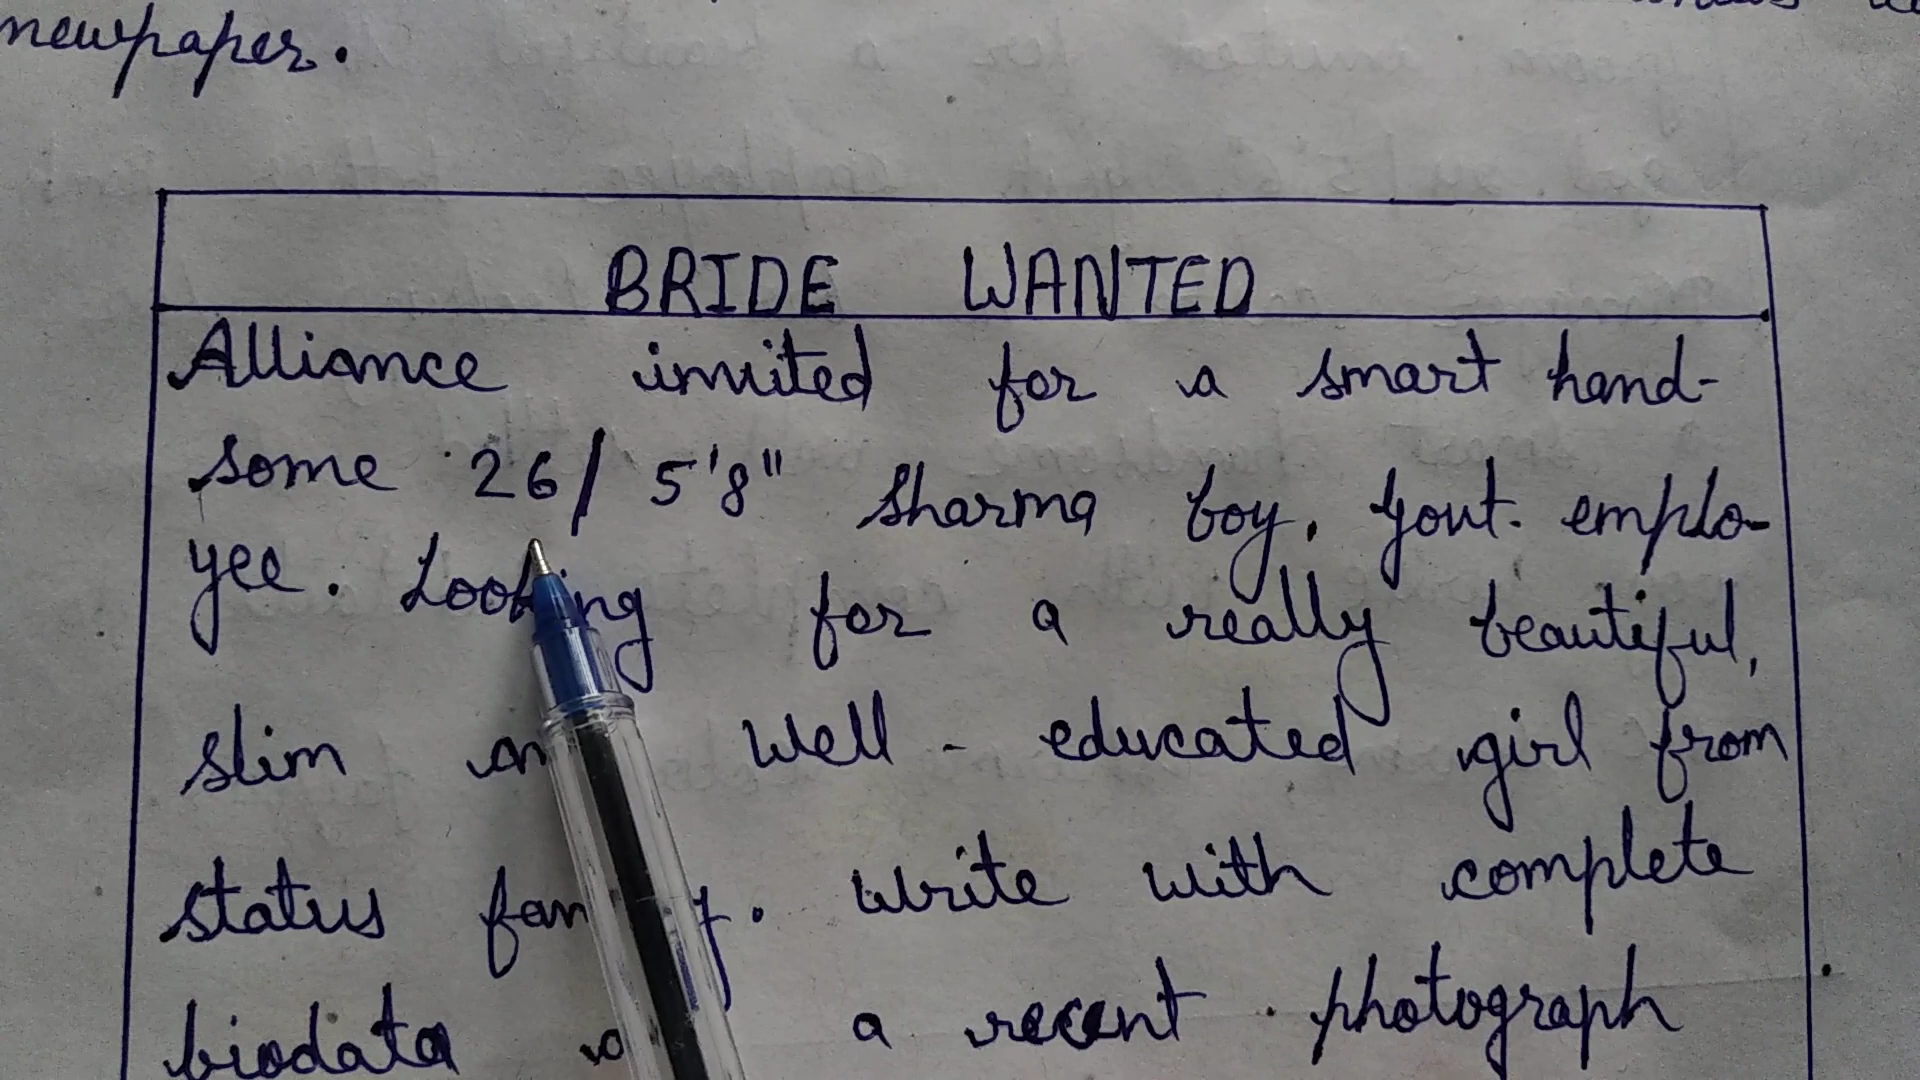 newpaper.
BRIDE WANTED
Alliance invited for a smart hand-
some 26/ 5'8" Sharma boy. Govt. emplo-
yee. Looking for a really beautiful,
slim well - educated girl from
status write with complete
biodata a recent photograph